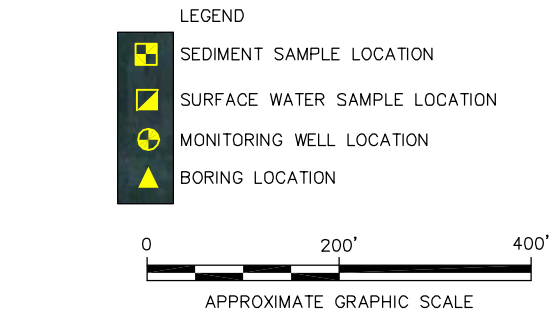 LEGEND
SEDIMENT SAMPLE LOCATION
SURFACE WATER SAMPLE LOCATION
MONITORING WELL LOCATION
BORING LOCATION
0 200' 400'
APPROXIMATE GRAPHIC SCALE